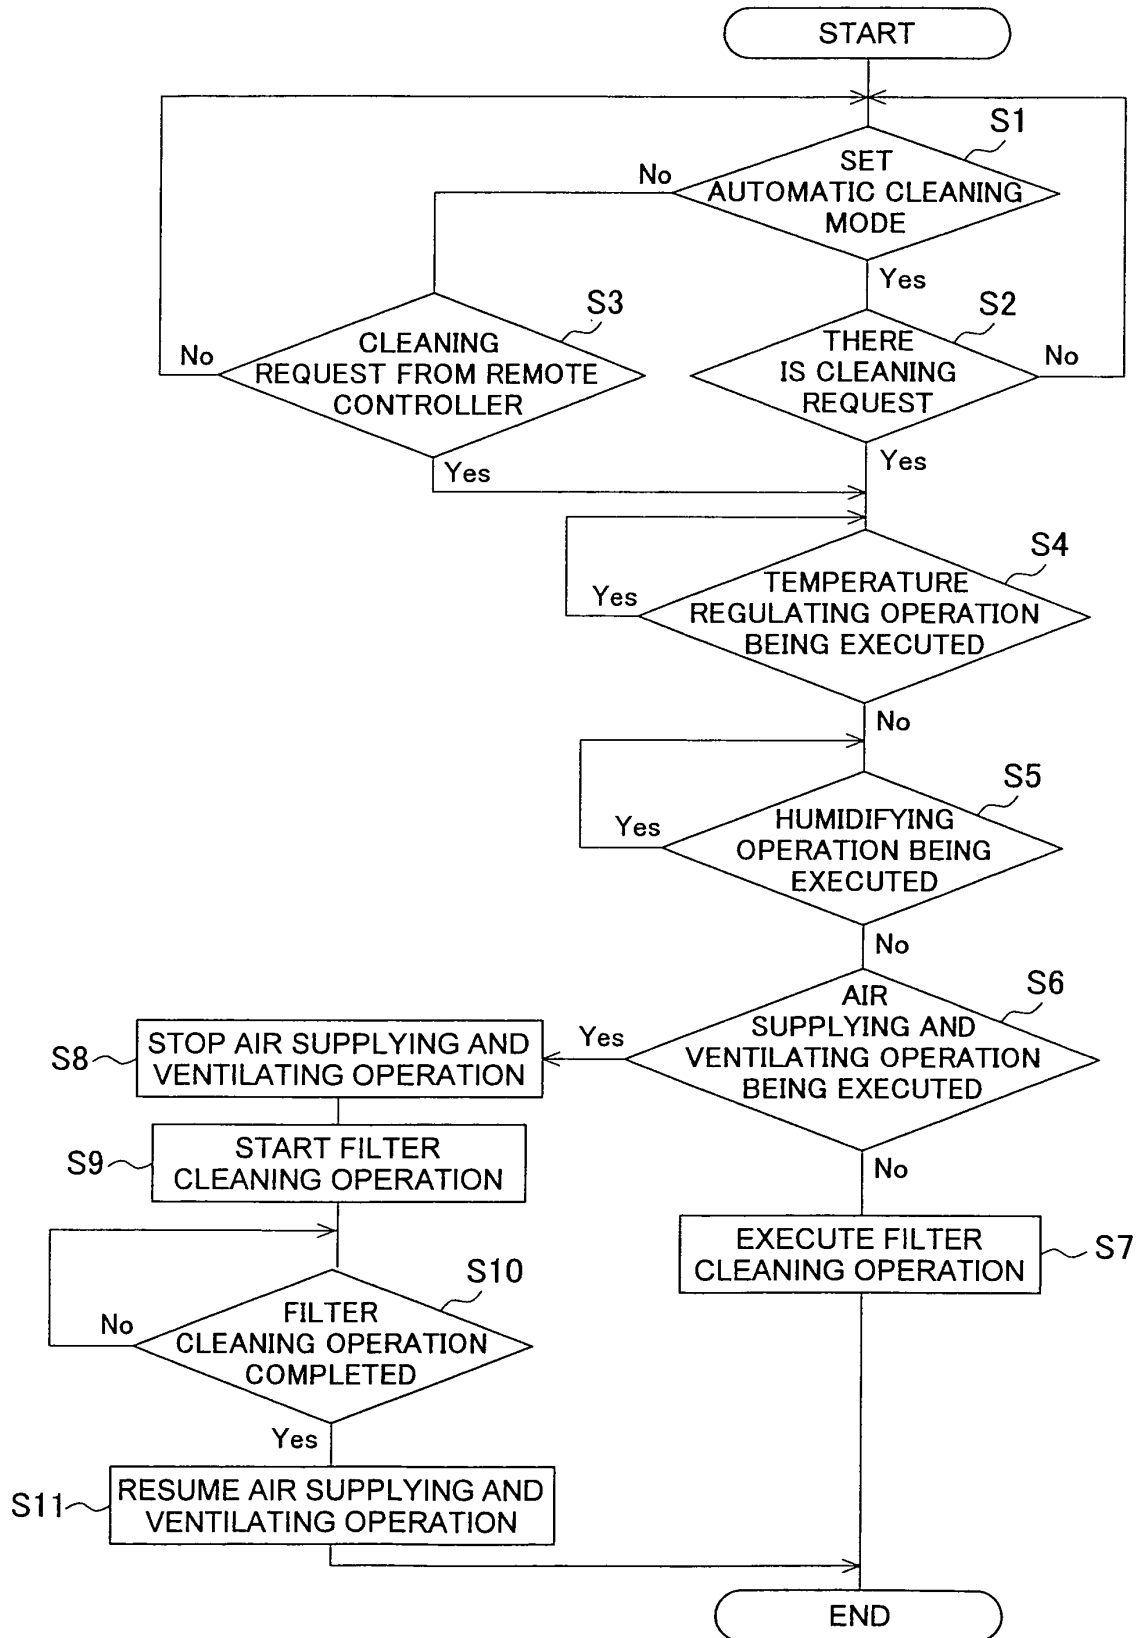 START
S1
SET
AUTOMATIC CLEANING
MODE
No
Yes
S3
CLEANING
REQUEST FROM REMOTE
CONTROLLER
No
Yes
S2
THERE
IS CLEANING
REQUEST
No
Yes
S4
TEMPERATURE
REGULATING OPERATION
BEING EXECUTED
Yes
No
S5
HUMIDIFYING
OPERATION BEING
EXECUTED
Yes
No
S6
AIR
SUPPLYING AND
VENTILATING OPERATION
BEING EXECUTED
Yes
No
S8
STOP AIR SUPPLYING AND
VENTILATING OPERATION
S9
START FILTER
CLEANING OPERATION
S7
EXECUTE FILTER
CLEANING OPERATION
S10
FILTER
CLEANING OPERATION
COMPLETED
No
Yes
S11
RESUME AIR SUPPLYING AND
VENTILATING OPERATION
END